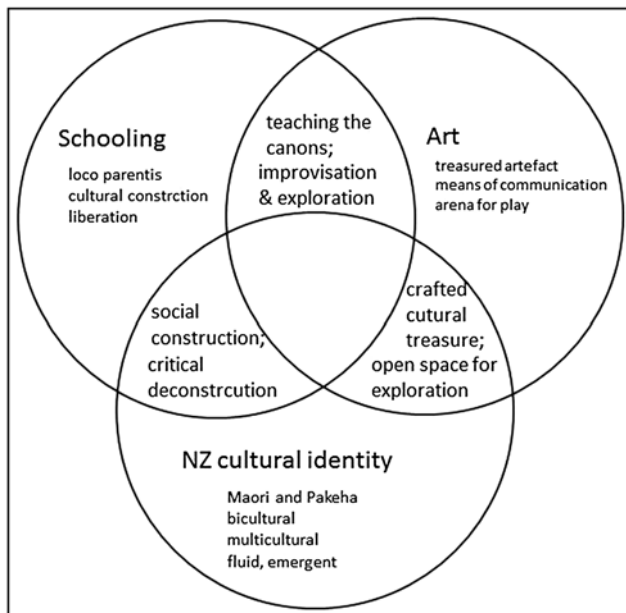 Schooling
loco parentis
cultural constrction
liberation
teaching the
canons;
improvisation
& exploration
Art
treasured artefact
means of communication
arena for play
social
construction;
critical
deconstrcution
crafted
cutural
treasure;
open space for
exploration
NZ cultural identity
Maori and Pakeha
bicultural
multicultural
fluid, emergent